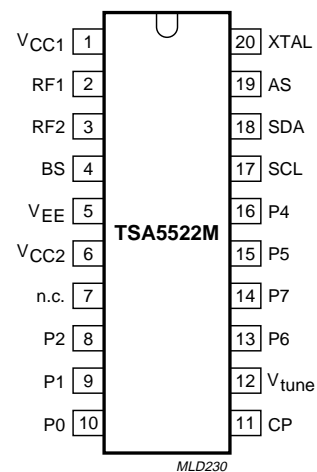 VCC1 1 20 XTAL
RF1 2 19 AS
RF2 3 18 SDA
BS 4 17 SCL
VEE 5 16 P4
TSA5522M
VCC2 6 15 P5
n.c. 7 14 P7
P2 8 13 P6
P1 9 12 Vtune
P0 10 11 CP
MLD230